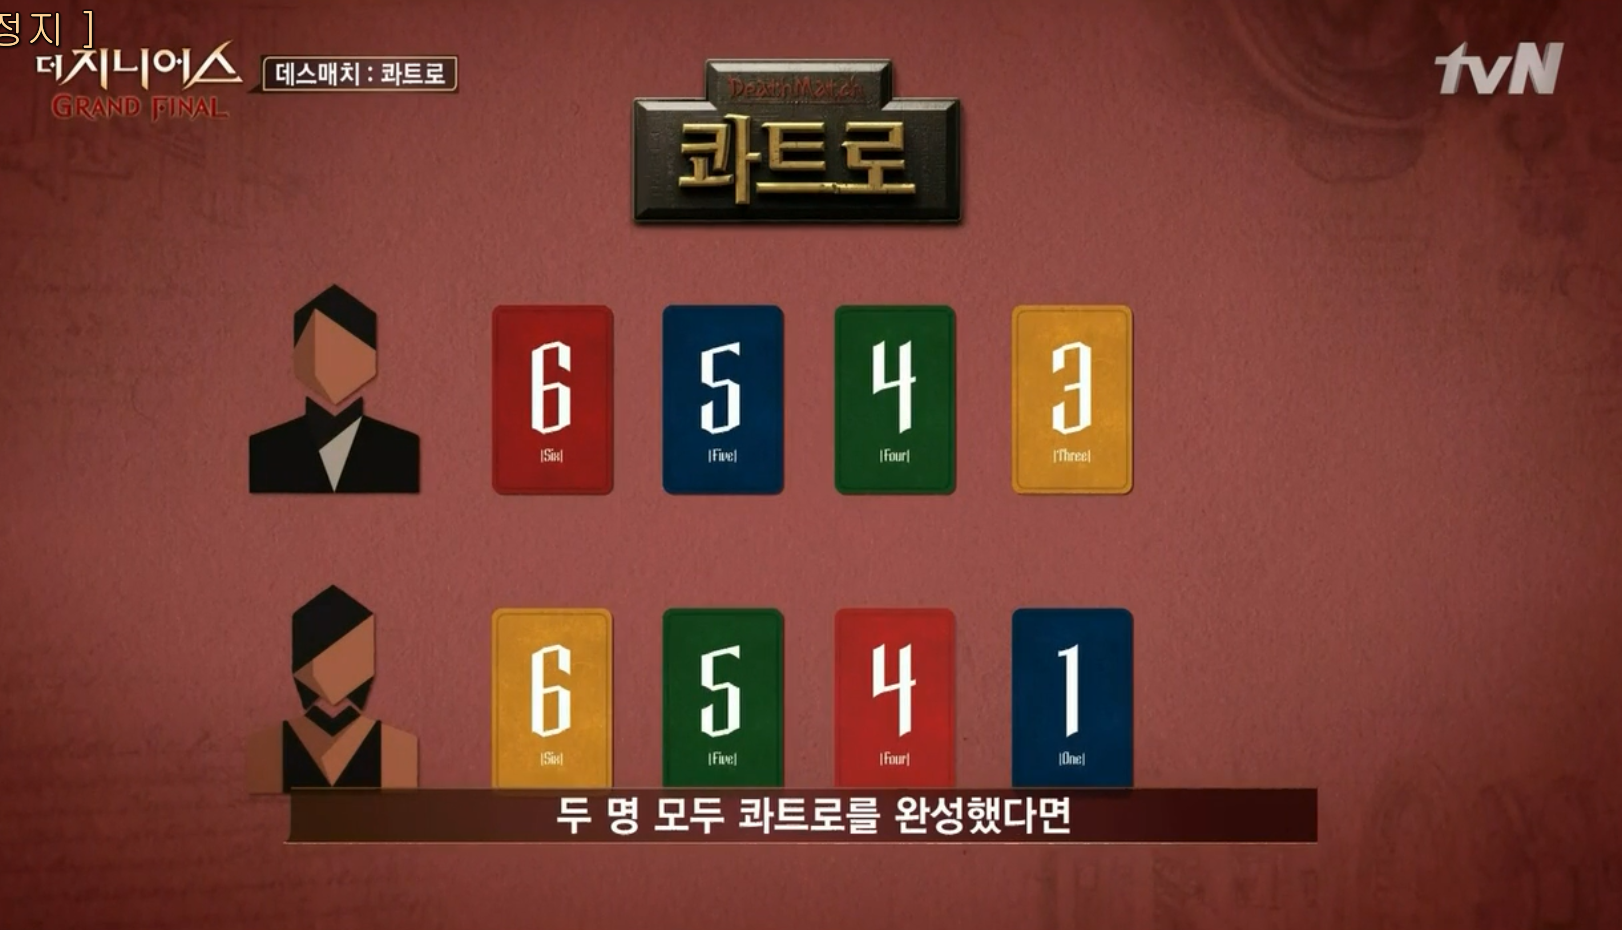 정지 ]
더 지니어스
GRAND FINAL
데스매치 : 콰트로
tvN
Death Match
콰트로
6 5 4 3
|Six| |Five| |Four| |Three|
6 5 4 1
|Six| |Five| |Four| |One|
두 명 모두 콰트로를 완성했다면